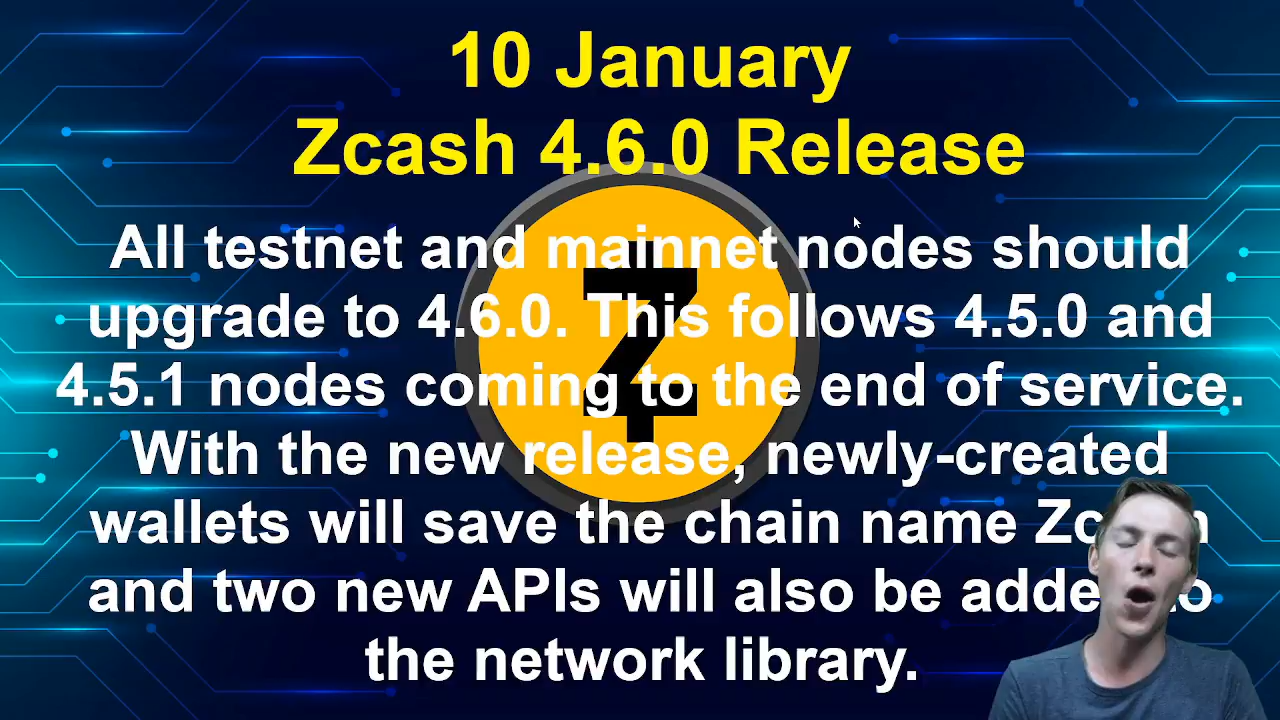 10 January
Zcash 4.6.0 Release
All testnet and mainnet nodes should
upgrade to 4.6.0. This follows 4.5.0 and
4.5.1 nodes coming to the end of service.
With the new release, newly-created
wallets will save the chain name
and two new APIs will also be
the network library.